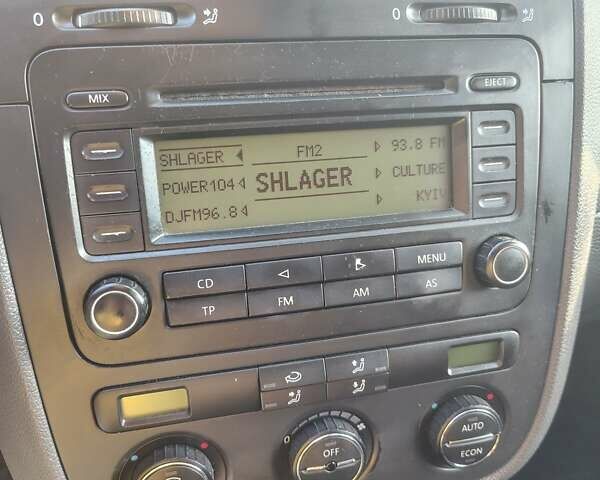 0 0
MIX EJECT
SHLAGER FM2 93.8 FM
POWER104 SHLAGER CULTURE
DJFM96.8 KYIV
CD MENU
TP FM AM AS
0
OFF
AUTO
ECON